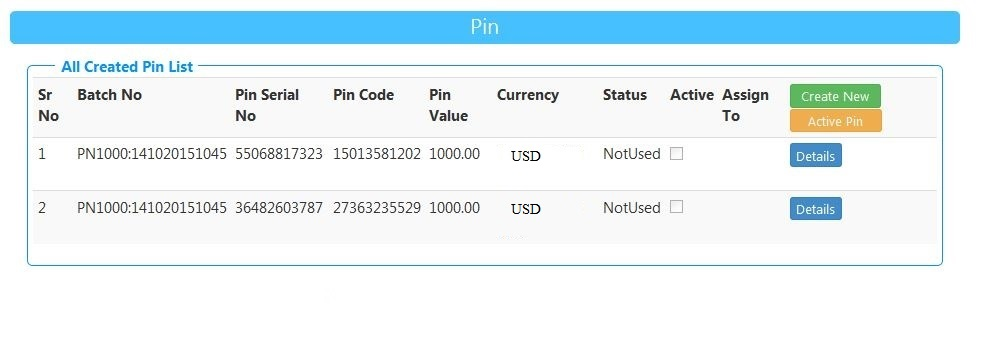 Pin
All Created Pin List
Sr No Batch No Pin Serial No Pin Code Pin Value Currency Status Active Assign To Create New
Active Pin
1 PN1000:141020151045 55068817323 15013581202 1000.00 USD NotUsed Details
2 PN1000:141020151045 36482603787 27363235529 1000.00 USD NotUsed Details